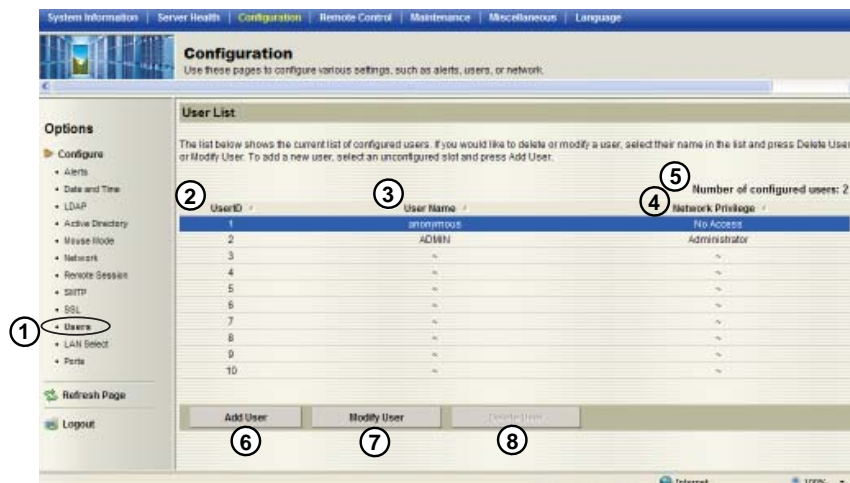 System Information | Server Health | Configuration | Remote Control | Maintenance | Miscellaneous | Language
Configuration
Use these pages to configure various settings, such as alerts, users, or network.
Options
Configure
Alerts
Date and Time
LDAP
Active Directory
Mouse Mode
Network
Remote Session
SMTP
SSL
1
Users
LAN Select
Ports
Refresh Page
Logout
User List
The list below shows the current list of configured users. If you would like to delete or modify a user, select their name in the list and press Delete User
or Modify User. To add a new user, select an unconfigured slot and press Add User.
5
Number of configured users: 2
2 3 4
UserID User Name Network Privilege
1 anonymous No Access
2 ADMIN Administrator
3 ~ ~
4 ~ ~
5 ~ ~
6 ~ ~
7 ~ ~
8 ~ ~
9 ~ ~
10 ~ ~
Add User Modify User Delete User
6 7 8
Internet 100%